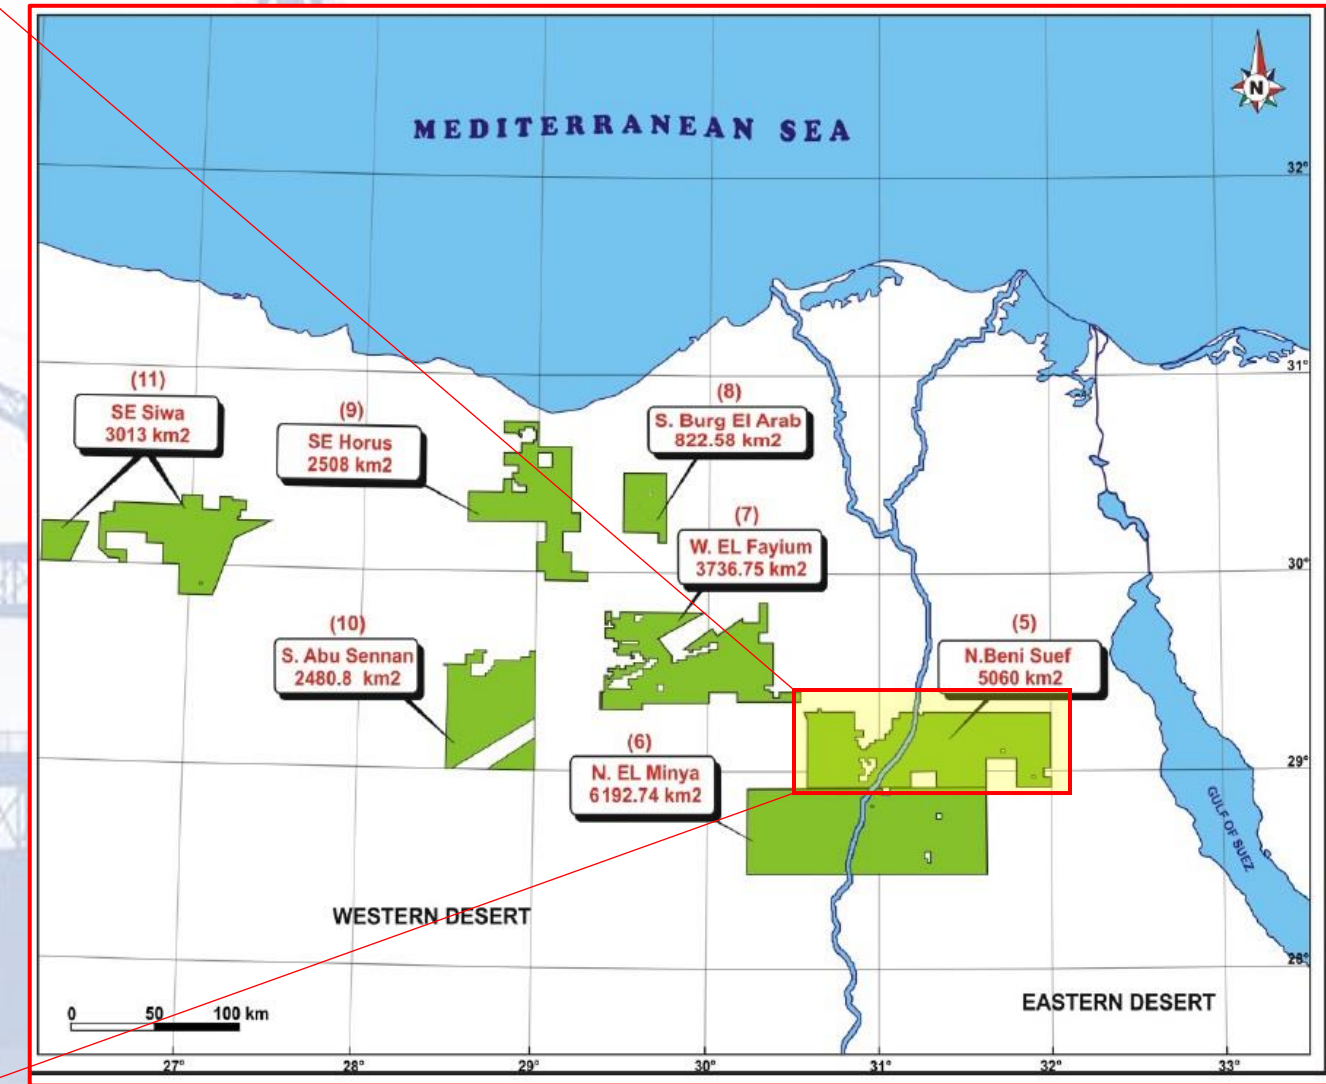 N
MEDITERRANEAN SEA
32°
31°
(11)
SE Siwa
3013 km2
(9)
SE Horus
2508 km2
(8)
S. Burg El Arab
822.58 km2
(7)
W. EL Fayium
3736.75 km2
30°
(10)
S. Abu Sennan
2480.8 km2
(5)
N.Beni Suef
5060 km2
(6)
N. EL Minya
6192.74 km2
29°
GULF OF SUEZ
WESTERN DESERT
28°
EASTERN DESERT
0 50 100 km
27° 28° 29° 30° 31° 32° 33°